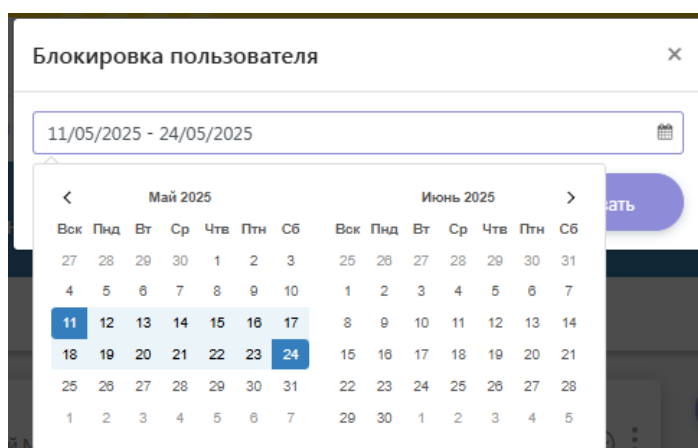 Блокировка пользователя ×
11/05/2025 - 24/05/2025
Май 2025 Июнь 2025
Вск Пнд Вт Ср Чтв Птн Сб Вск Пнд Вт Ср Чтв Птн Сб
27 28 29 30 1 2 3 25 26 27 28 29 30 31
4 5 6 7 8 9 10 1 2 3 4 5 6 7
11 12 13 14 15 16 17 8 9 10 11 12 13 14
18 19 20 21 22 23 24 15 16 17 18 19 20 21
25 26 27 28 29 30 31 22 23 24 25 26 27 28
1 2 3 4 5 6 7 29 30 1 2 3 4 5